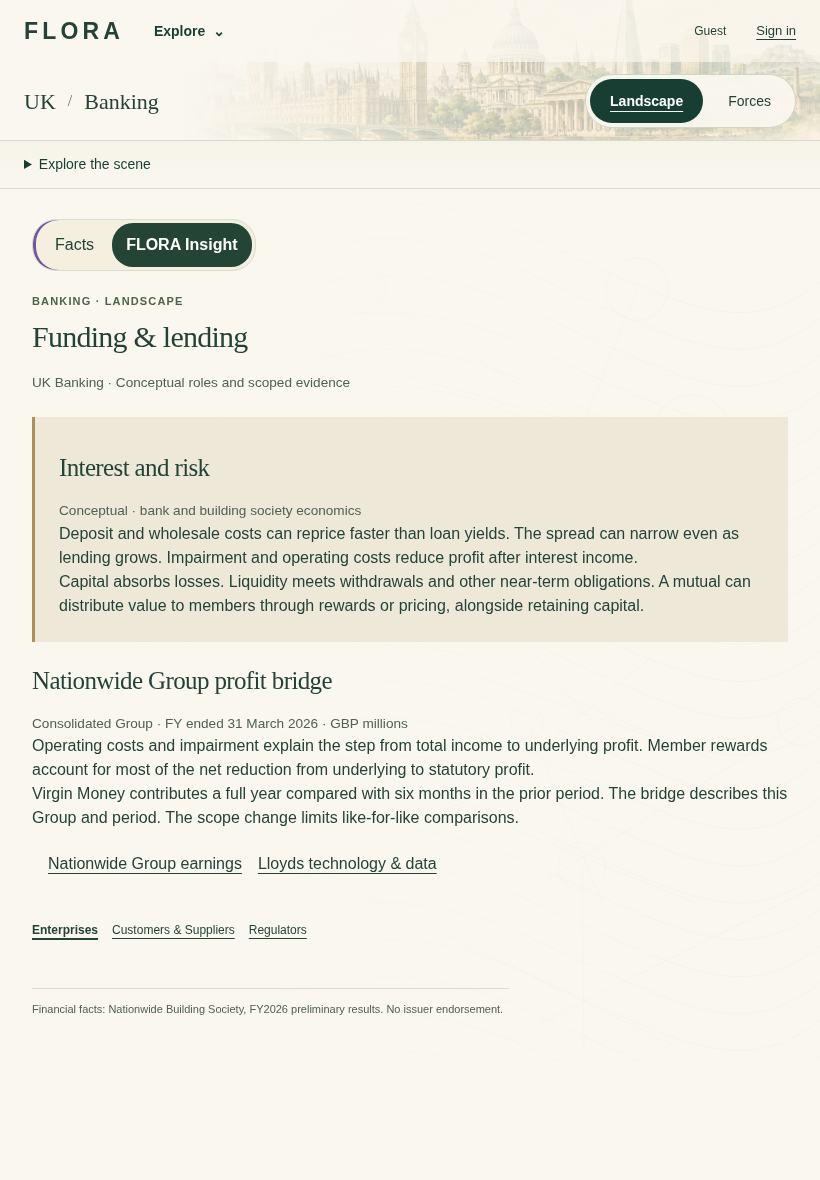 FLORA
Explore
Guest
Sign in
UK / Banking
Landscape
Forces
Explore the scene
Facts
FLORA Insight
BANKING · LANDSCAPE
Funding & lending
UK Banking · Conceptual roles and scoped evidence
Interest and risk
Conceptual · bank and building society economics
Deposit and wholesale costs can reprice faster than loan yields. The spread can narrow even as
lending grows. Impairment and operating costs reduce profit after interest income.
Capital absorbs losses. Liquidity meets withdrawals and other near-term obligations. A mutual can
distribute value to members through rewards or pricing, alongside retaining capital.
Nationwide Group profit bridge
Consolidated Group · FY ended 31 March 2026 · GBP millions
Operating costs and impairment explain the step from total income to underlying profit. Member rewards
account for most of the net reduction from underlying to statutory profit.
Virgin Money contributes a full year compared with six months in the prior period. The bridge describes this
Group and period. The scope change limits like-for-like comparisons.
Nationwide Group earnings
Lloyds technology & data
Enterprises
Customers & Suppliers
Regulators
Financial facts: Nationwide Building Society, FY2026 preliminary results. No issuer endorsement.